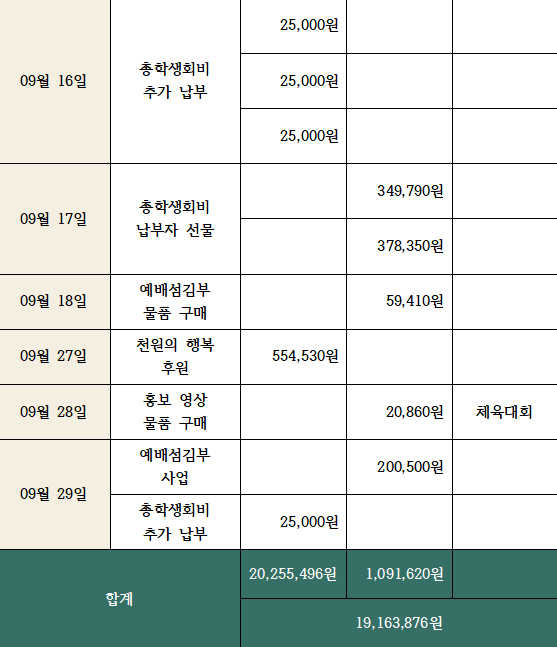 25,000원
09월 16일
총학생회비
추가 납부
25,000원
25,000원
09월 17일
총학생회비
납부자 선물
349,790원
378,350원
09월 18일
예배섬김부
물품 구매
59,410원
09월 27일
천원의 행복
후원
554,530원
09월 28일
홍보 영상
물품 구매
20,860원
체육대회
09월 29일
예배섬김부
사업
200,500원
총학생회비
추가 납부
25,000원
합계
20,255,496원
1,091,620원
19,163,876원